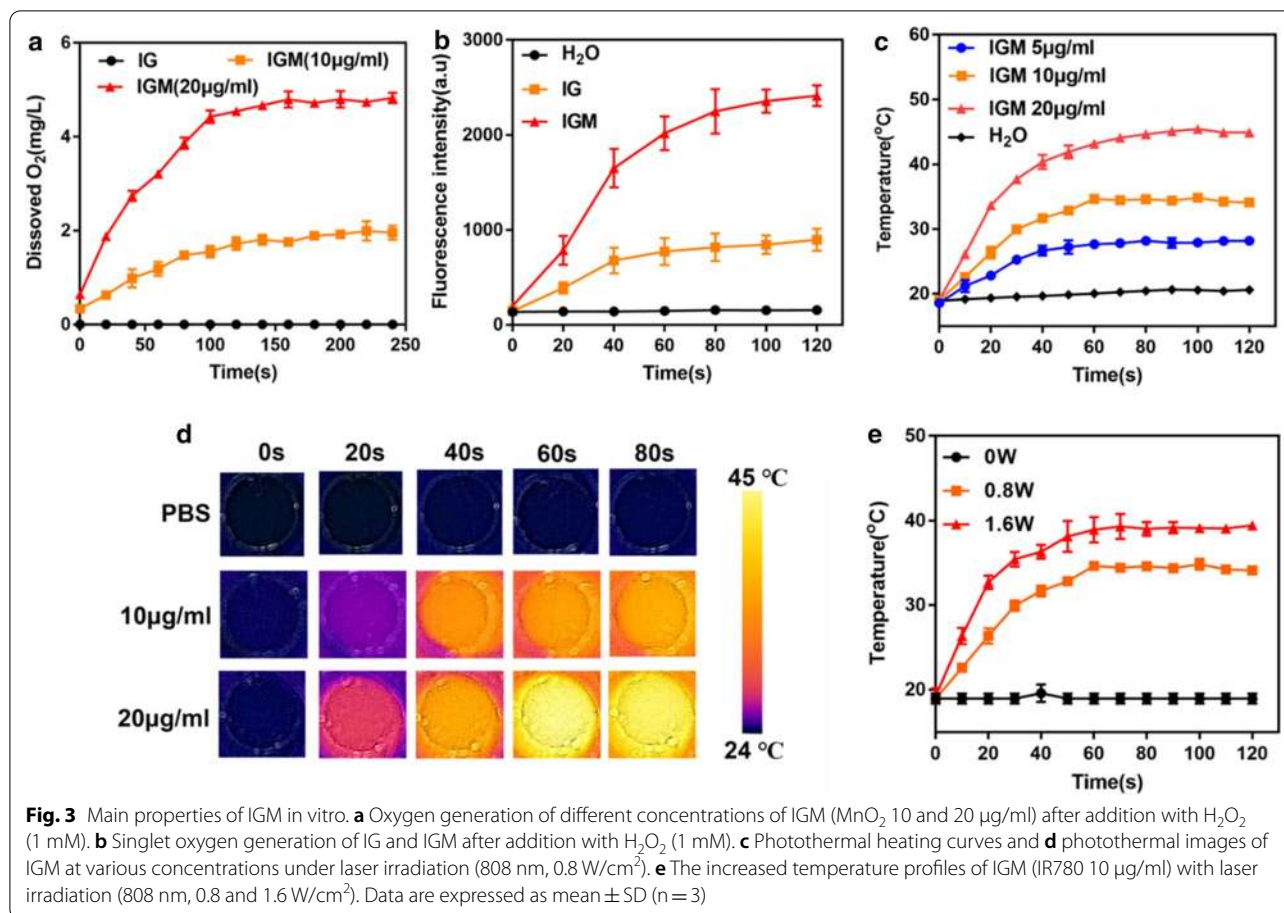 a
6
4
2
0
Dissoved O₂(mg/L)
IG
IGM(10µg/ml)
IGM(20µg/ml)
0 50 100 150 200 250
Time(s)
b
3000
2000
1000
0
Fluorescence intensity(a.u)
H₂O
IG
IGM
0 20 40 60 80 100 120
Time(s)
c
60
50
40
30
20
Temperature(°C)
IGM 5µg/ml
IGM 10µg/ml
IGM 20µg/ml
H₂O
0 20 40 60 80 100 120
Time(s)
d
0s 20s 40s 60s 80s
PBS
10µg/ml
20µg/ml
45 °C
24 °C
e
50
40
30
20
Temperature(°C)
0W
0.8W
1.6W
0 20 40 60 80 100 120
Time(s)
Fig. 3 Main properties of IGM in vitro. a Oxygen generation of different concentrations of IGM (MnO₂ 10 and 20 µg/ml) after addition with H₂O₂
(1 mM). b Singlet oxygen generation of IG and IGM after addition with H₂O₂ (1 mM). c Photothermal heating curves and d photothermal images of
IGM at various concentrations under laser irradiation (808 nm, 0.8 W/cm²). e The increased temperature profiles of IGM (IR780 10 µg/ml) with laser
irradiation (808 nm, 0.8 and 1.6 W/cm²). Data are expressed as mean ± SD (n = 3)